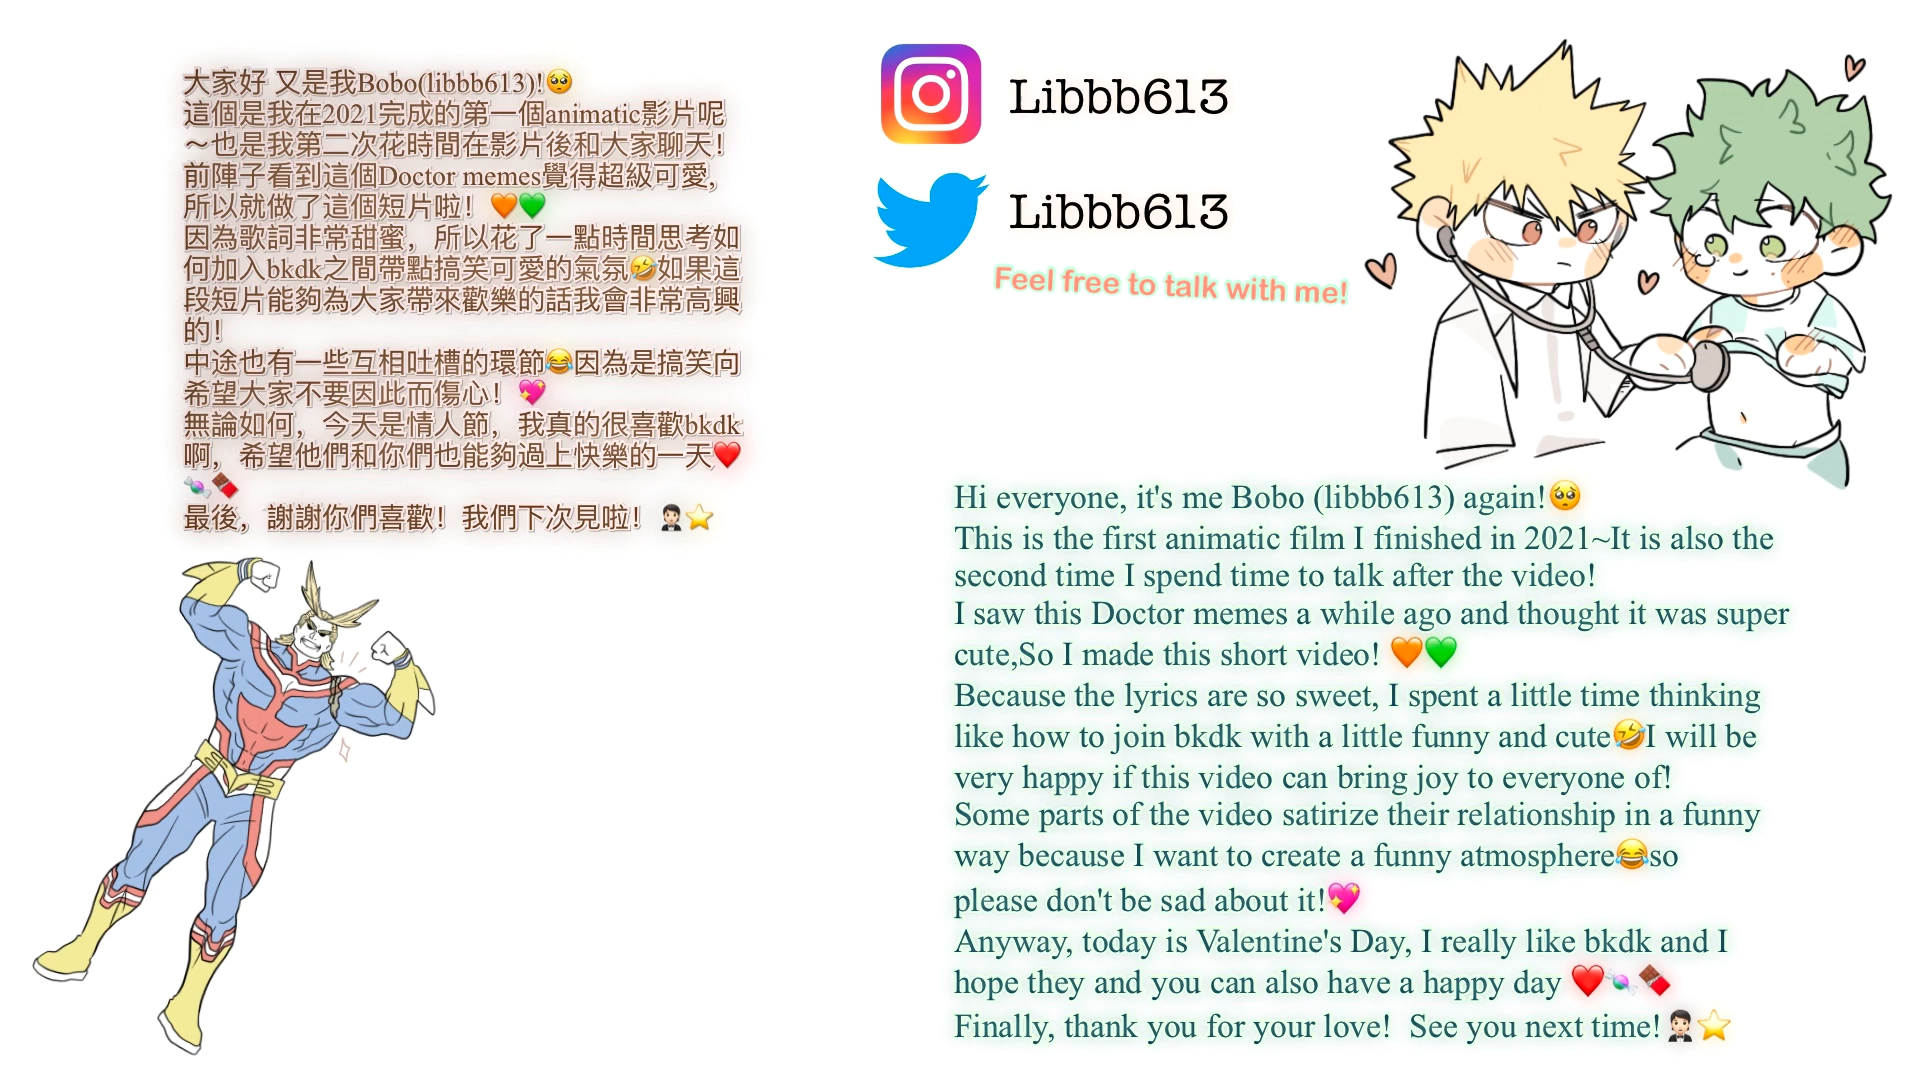 大家好 又是我Bobo(libbb613)!🥺
這個是我在2021完成的第一個animatic影片呢
～也是我第二次花時間在影片後和大家聊天！
前陣子看到這個Doctor memes覺得超級可愛,
所以就做了這個短片啦！🧡💚
因為歌詞非常甜蜜，所以花了一點時間思考如
何加入bkdk之間帶點搞笑可愛的氣氛🤣如果這
段短片能夠為大家帶來歡樂的話我會非常高興
的！
中途也有一些互相吐槽的環節😂因為是搞笑向
希望大家不要因此而傷心！💖
無論如何，今天是情人節，我真的很喜歡bkdk
啊，希望他們和你們也能夠過上快樂的一天❤️
🍬🍫
最後，謝謝你們喜歡！我們下次見啦！🤵🏻⭐
Libbb613
Libbb613
Feel free to talk with me!
Hi everyone, it's me Bobo (libbb613) again!🥺
This is the first animatic film I finished in 2021~It is also the
second time I spend time to talk after the video!
I saw this Doctor memes a while ago and thought it was super
cute,So I made this short video! 🧡💚
Because the lyrics are so sweet, I spent a little time thinking
like how to join bkdk with a little funny and cute🤣I will be
very happy if this video can bring joy to everyone of!
Some parts of the video satirize their relationship in a funny
way because I want to create a funny atmosphere😂so
please don't be sad about it!💖
Anyway, today is Valentine's Day, I really like bkdk and I
hope they and you can also have a happy day ❤️🍬🍫
Finally, thank you for your love!  See you next time!🤵🏻⭐